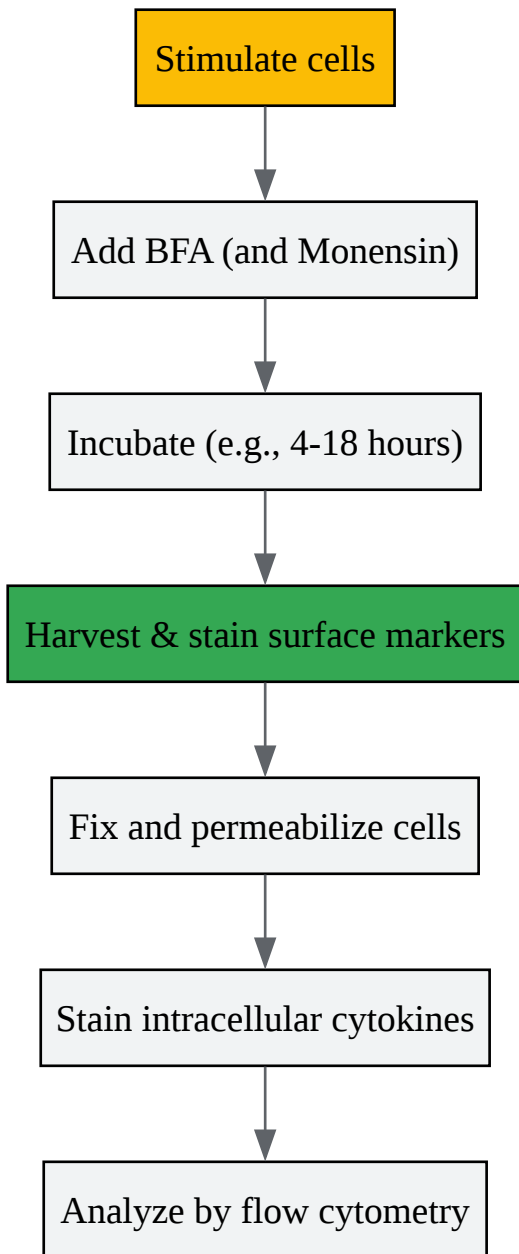 Stimulate cells
Add BFA (and Monensin)
Incubate (e.g., 4-18 hours)
Harvest & stain surface markers
Fix and permeabilize cells
Stain intracellular cytokines
Analyze by flow cytometry